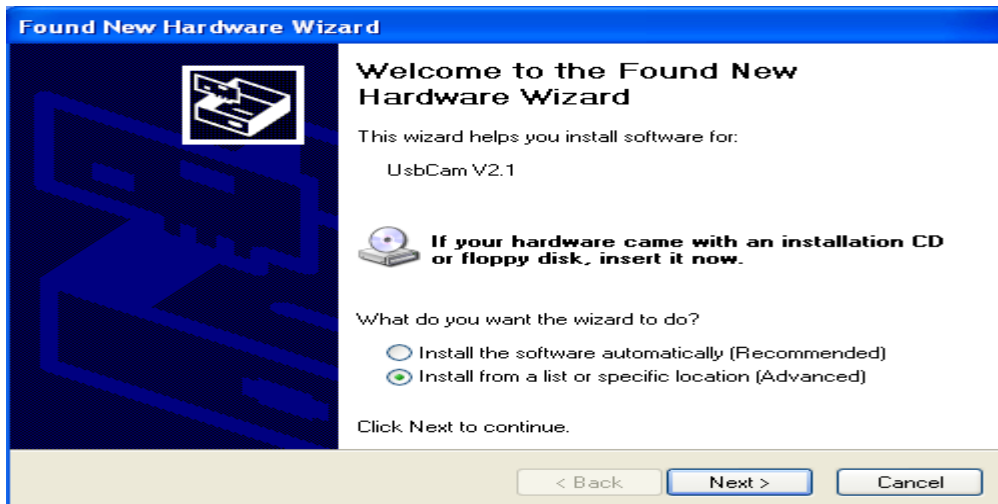 Found New Hardware Wizard
Welcome to the Found New
Hardware Wizard
This wizard helps you install software for:
UsbCam V2.1
If your hardware came with an installation CD
or floppy disk, insert it now.
What do you want the wizard to do?
Install the software automatically (Recommended)
Install from a list or specific location (Advanced)
Click Next to continue.
< Back Next > Cancel